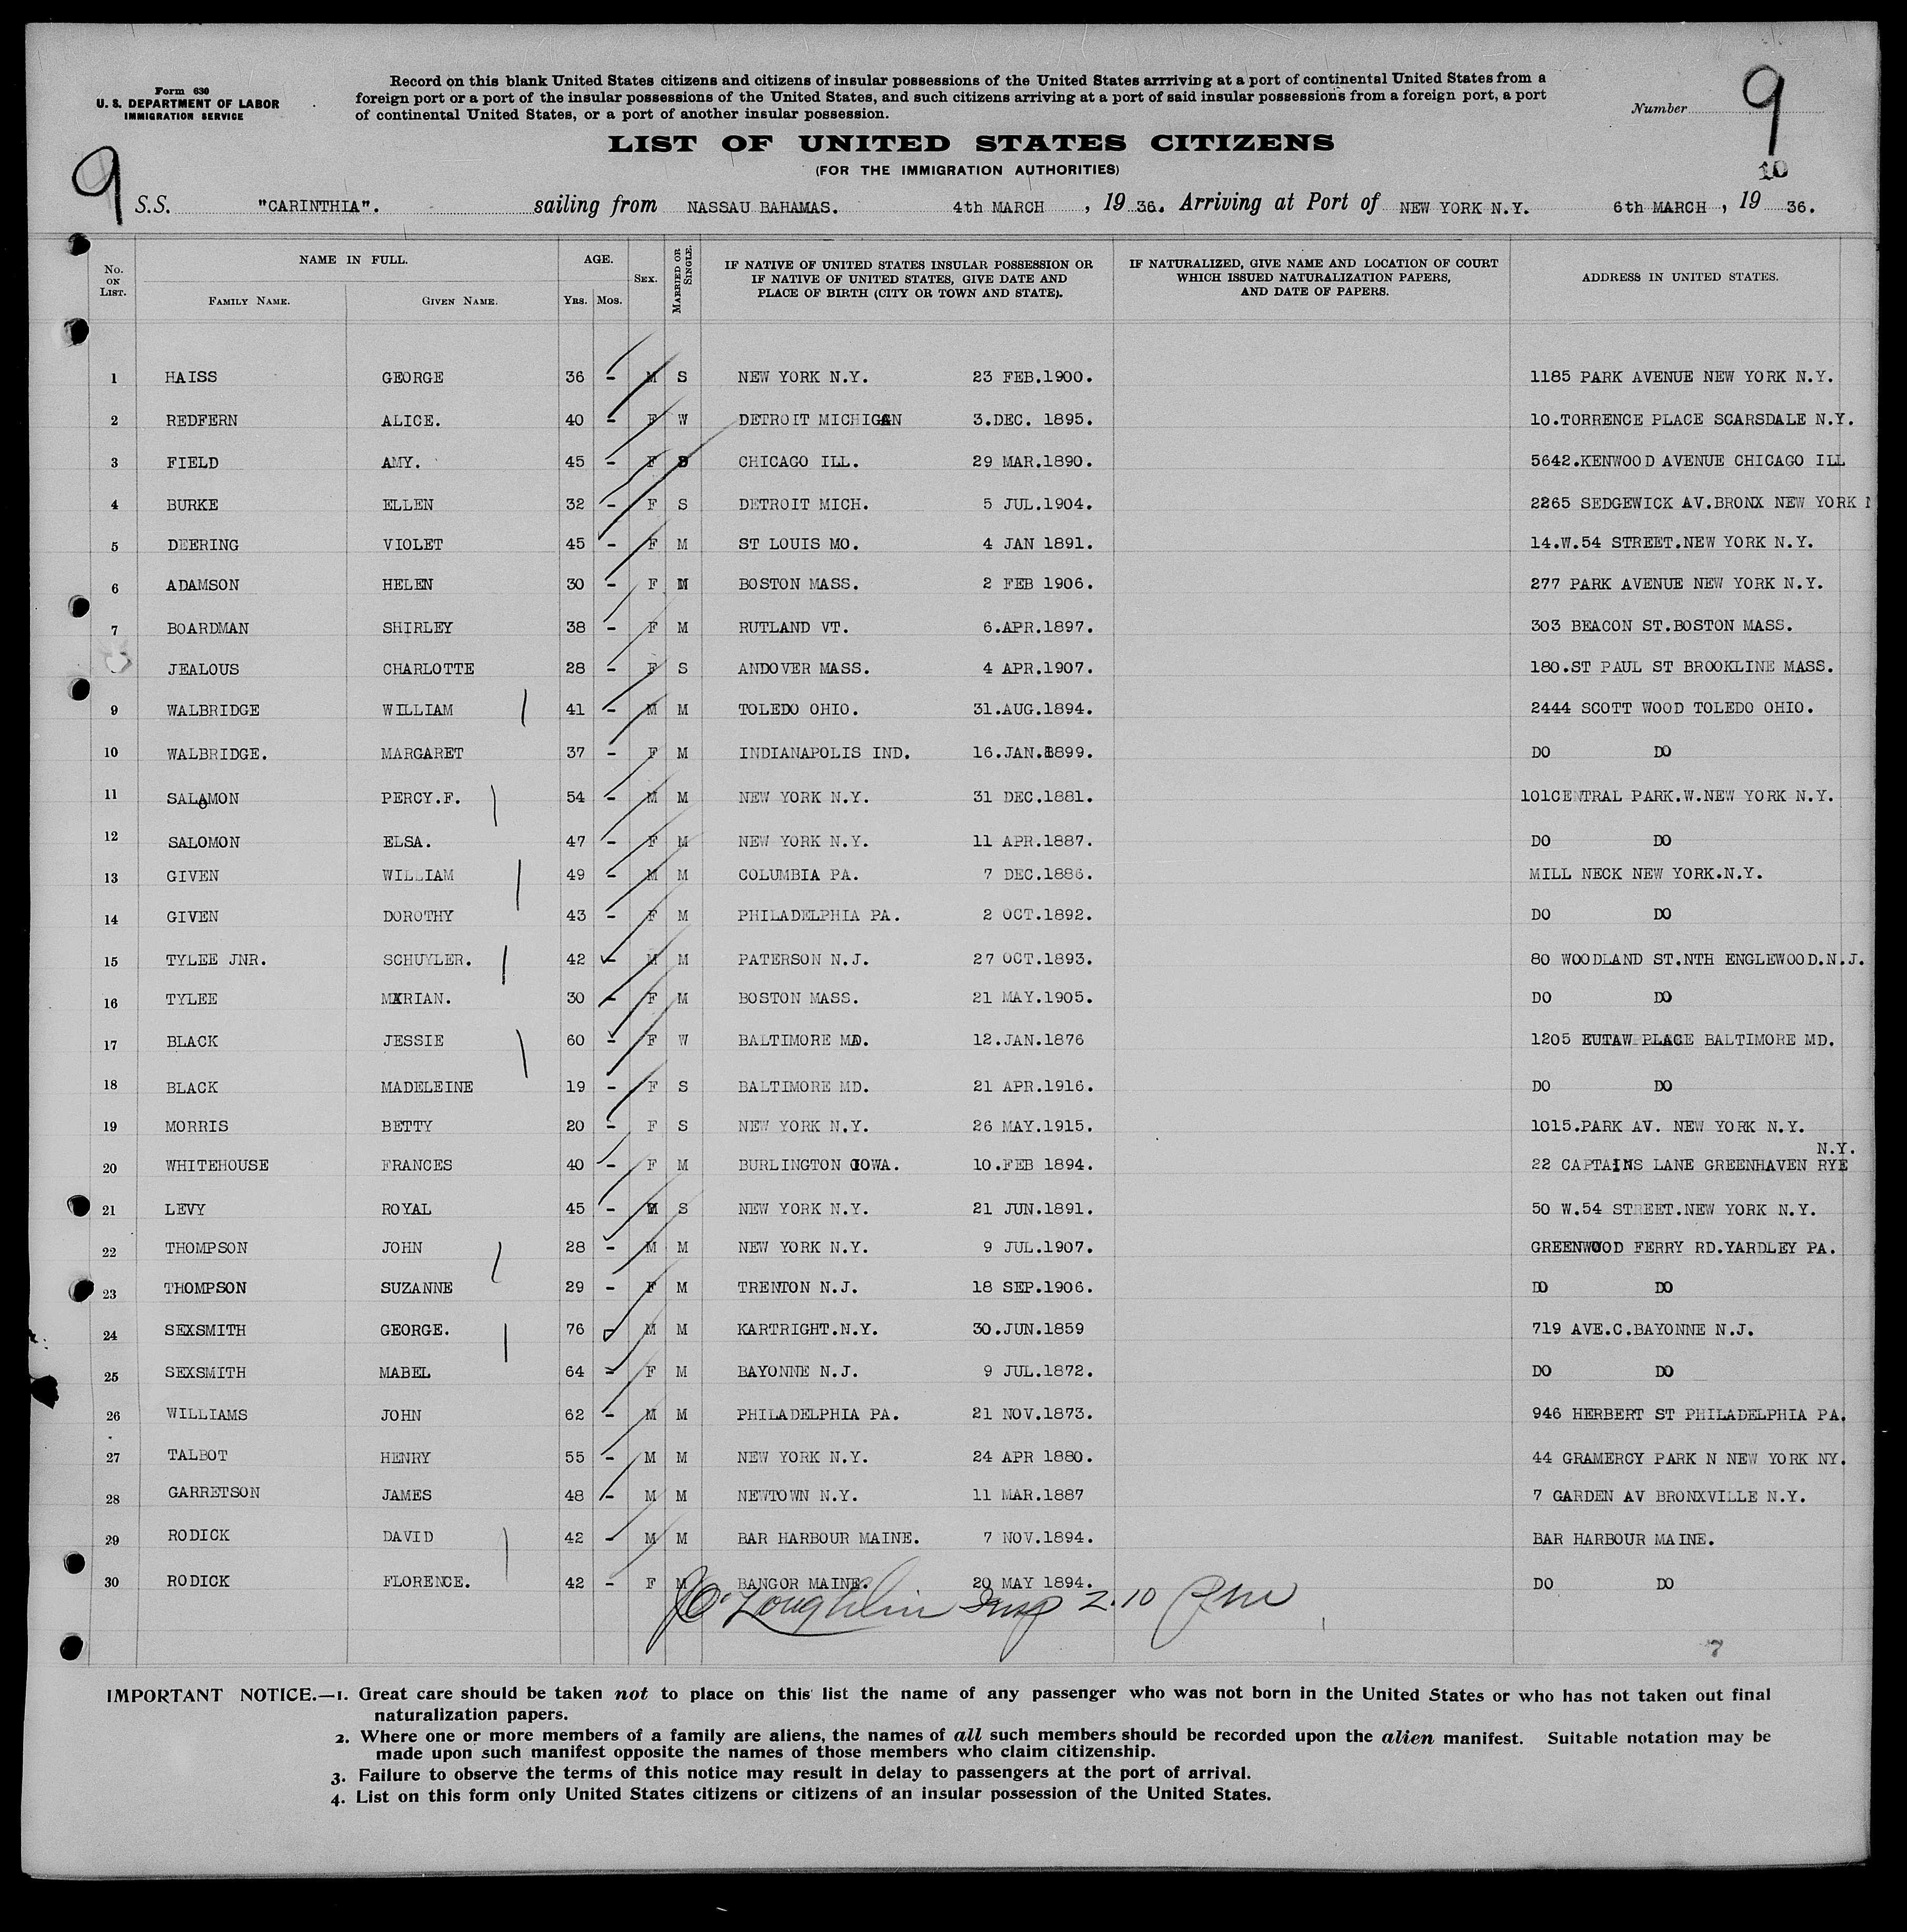 Form 630
U. S. DEPARTMENT OF LABOR
IMMIGRATION SERVICE
Record on this blank United States citizens and citizens of insular possessions of the United States arrriving at a port of continental United States from a
foreign port or a port of the insular possessions of the United States, and such citizens arriving at a port of said insular possessions from a foreign port, a port
of continental United States, or a port of another insular possession.
Number 9
10
LIST OF UNITED STATES CITIZENS
(FOR THE IMMIGRATION AUTHORITIES)
9
S.S. "CARINTHIA". sailing from NASSAU BAHAMAS. 4th MARCH , 19 36. Arriving at Port of NEW YORK N.Y. 6th MARCH , 19 36.
No. ON LIST. NAME IN FULL. FAMILY NAME. GIVEN NAME. AGE. YRS. MOS. SEX. MARRIED OR SINGLE. IF NATIVE OF UNITED STATES INSULAR POSSESSION OR IF NATIVE OF UNITED STATES, GIVE DATE AND PLACE OF BIRTH (CITY OR TOWN AND STATE). IF NATURALIZED, GIVE NAME AND LOCATION OF COURT WHICH ISSUED NATURALIZATION PAPERS, AND DATE OF PAPERS. ADDRESS IN UNITED STATES.
1 HAISS GEORGE 36 - M S NEW YORK N.Y. 23 FEB.1900. 1185 PARK AVENUE NEW YORK N.Y.
2 REDFERN ALICE. 40 - F W DETROIT MICHIGAN 3.DEC. 1895. 10.TORRENCE PLACE SCARSDALE N.Y.
3 FIELD AMY. 45 - F CHICAGO ILL. 29 MAR.1890. 5642.KENWOOD AVENUE CHICAGO ILL
4 BURKE ELLEN 32 - F S DETROIT MICH. 5 JUL.1904. 2265 SEDGEWICK AV.BRONX NEW YORK N
5 DEERING VIOLET 45 - F M ST LOUIS MO. 4 JAN 1891. 14.W.54 STREET.NEW YORK N.Y.
6 ADAMSON HELEN 30 - F M BOSTON MASS. 2 FEB 1906. 277 PARK AVENUE NEW YORK N.Y.
7 BOARDMAN SHIRLEY 38 - F M RUTLAND VT. 6.APR.1897. 303 BEACON ST.BOSTON MASS.
JEALOUS CHARLOTTE 28 - F S ANDOVER MASS. 4 APR.1907. 180.ST PAUL ST BROOKLINE MASS.
9 WALBRIDGE WILLIAM 41 - M M TOLEDO OHIO. 31.AUG.1894. 2444 SCOTT WOOD TOLEDO OHIO.
10 WALBRIDGE. MARGARET 37 - F M INDIANAPOLIS IND. 16.JAN.1899. DO DO
11 SALOMON PERCY.F. 54 - M M NEW YORK N.Y. 31 DEC.1881. 101CENTRAL PARK.W.NEW YORK N.Y.
12 SALOMON ELSA. 47 - F M NEW YORK N.Y. 11 APR.1887. DO DO
13 GIVEN WILLIAM 49 - M M COLUMBIA PA. 7 DEC.1886. MILL NECK NEW YORK.N.Y.
14 GIVEN DOROTHY 43 - F M PHILADELPHIA PA. 2 OCT.1892. DO DO
15 TYLEE JNR. SCHUYLER. 42 - M M PATERSON N.J. 27 OCT.1893. 80 WOODLAND ST.NTH ENGLEWOOD.N.J.
16 TYLEE MARIAN. 30 - F M BOSTON MASS. 21 MAY.1905. DO DO
17 BLACK JESSIE 60 - F W BALTIMORE MD. 12.JAN.1876 1205 EUTAW PLACE BALTIMORE MD.
18 BLACK MADELEINE 19 - F S BALTIMORE MD. 21 APR.1916. DO DO
19 MORRIS BETTY 20 - F S NEW YORK N.Y. 26 MAY.1915. 1015.PARK AV. NEW YORK N.Y.
N.Y.
20 WHITEHOUSE FRANCES 40 - F M BURLINGTON IOWA. 10.FEB 1894. 22 CAPTAINS LANE GREENHAVEN RYE
21 LEVY ROYAL 45 - M S NEW YORK N.Y. 21 JUN.1891. 50 W.54 STREET.NEW YORK N.Y.
22 THOMPSON JOHN 28 - M M NEW YORK N.Y. 9 JUL.1907. GREENWOOD FERRY RD.YARDLEY PA.
23 THOMPSON SUZANNE 29 - F M TRENTON N.J. 18 SEP.1906. DO DO
24 SEXSMITH GEORGE. 76 M M KARTRIGHT.N.Y. 30.JUN.1859 719 AVE.C.BAYONNE N.J.
25 SEXSMITH MABEL 64 - F M BAYONNE N.J. 9 JUL.1872. DO DO
26 WILLIAMS JOHN 62 - M M PHILADELPHIA PA. 21 NOV.1873. 946 HERBERT ST PHILADELPHIA PA.
27 TALBOT HENRY 55 - M M NEW YORK N.Y. 24 APR 1880. 44 GRAMERCY PARK N NEW YORK NY.
28 GARRETSON JAMES 48 - M M NEWTOWN N.Y. 11 MAR.1887 7 GARDEN AV BRONXVILLE N.Y.
29 RODICK DAVID 42 - M M BAR HARBOUR MAINE. 7 NOV.1894. BAR HARBOUR MAINE.
30 RODICK FLORENCE. 42 - F M BANGOR MAINE. 20 MAY 1894. DO DO
O'Loughlin Insp 2.10 Pm
7
IMPORTANT NOTICE.—1. Great care should be taken not to place on this list the name of any passenger who was not born in the United States or who has not taken out final
naturalization papers.
2. Where one or more members of a family are aliens, the names of all such members should be recorded upon the alien manifest. Suitable notation may be
made upon such manifest opposite the names of those members who claim citizenship.
3. Failure to observe the terms of this notice may result in delay to passengers at the port of arrival.
4. List on this form only United States citizens or citizens of an insular possession of the United States.